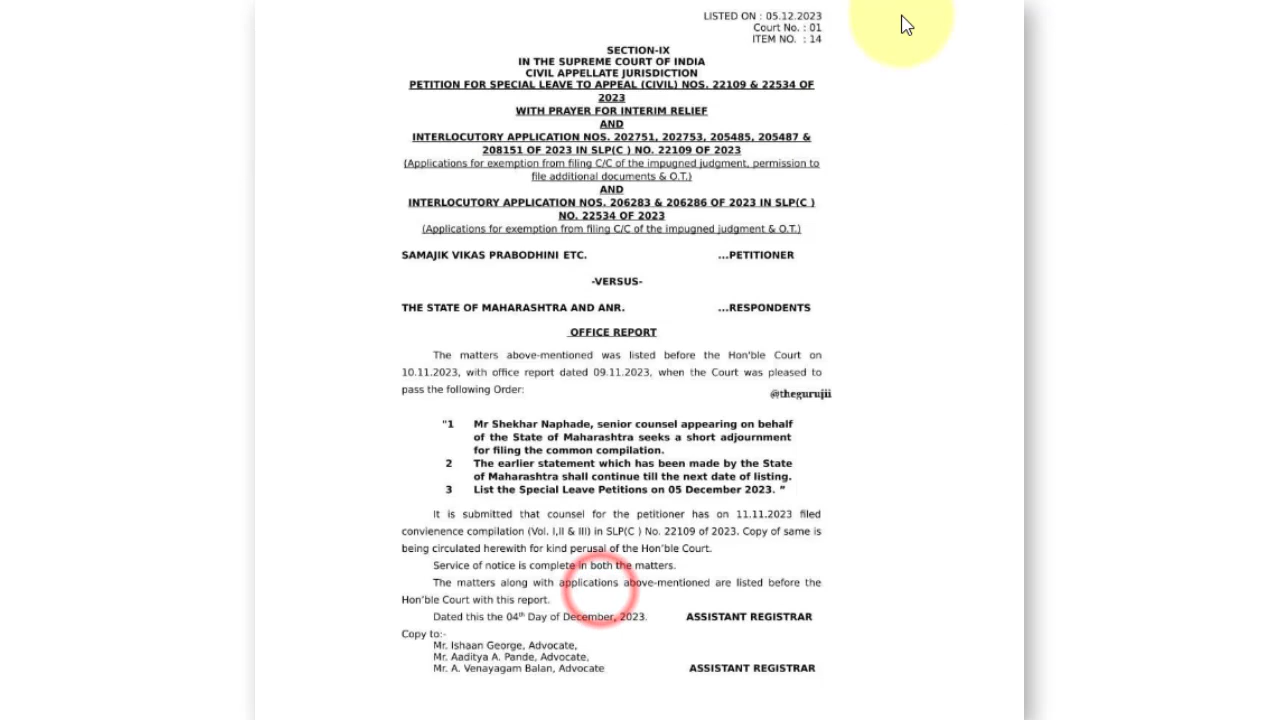 LISTED ON : 05.12.2023
Court No. : 01
ITEM NO. : 14
SECTION-IX
IN THE SUPREME COURT OF INDIA
CIVIL APPELLATE JURISDICTION
PETITION FOR SPECIAL LEAVE TO APPEAL (CIVIL) NOS. 22109 & 22534 OF
2023
WITH PRAYER FOR INTERIM RELIEF
AND
INTERLOCUTORY APPLICATION NOS. 202751, 202753, 205485, 205487 &
208151 OF 2023 IN SLP(C ) NO. 22109 OF 2023
(Applications for exemption from filing C/C of the impugned judgment, permission to
file additional documents & O.T.)
AND
INTERLOCUTORY APPLICATION NOS. 206283 & 206286 OF 2023 IN SLP(C )
NO. 22534 OF 2023
(Applications for exemption from filing C/C of the impugned judgment & O.T.)
SAMAJIK VIKAS PRABODHINI ETC. ...PETITIONER
-VERSUS-
THE STATE OF MAHARASHTRA AND ANR. ...RESPONDENTS
OFFICE REPORT
The matters above-mentioned was listed before the Hon'ble Court on
10.11.2023, with office report dated 09.11.2023, when the Court was pleased to
pass the following Order:
@thegurujii
"1 Mr Shekhar Naphade, senior counsel appearing on behalf
of the State of Maharashtra seeks a short adjournment
for filing the common compilation.
2 The earlier statement which has been made by the State
of Maharashtra shall continue till the next date of listing.
3 List the Special Leave Petitions on 05 December 2023. "
It is submitted that counsel for the petitioner has on 11.11.2023 filed
convienence compilation (Vol. I,II & III) in SLP(C ) No. 22109 of 2023. Copy of same is
being circulated herewith for kind perusal of the Hon'ble Court.
Service of notice is complete in both the matters.
The matters along with applications above-mentioned are listed before the
Hon'ble Court with this report.
Dated this the 04th Day of December, 2023. ASSISTANT REGISTRAR
Copy to:-
Mr. Ishaan George, Advocate,
Mr. Aaditya A. Pande, Advocate,
Mr. A. Venayagam Balan, Advocate ASSISTANT REGISTRAR